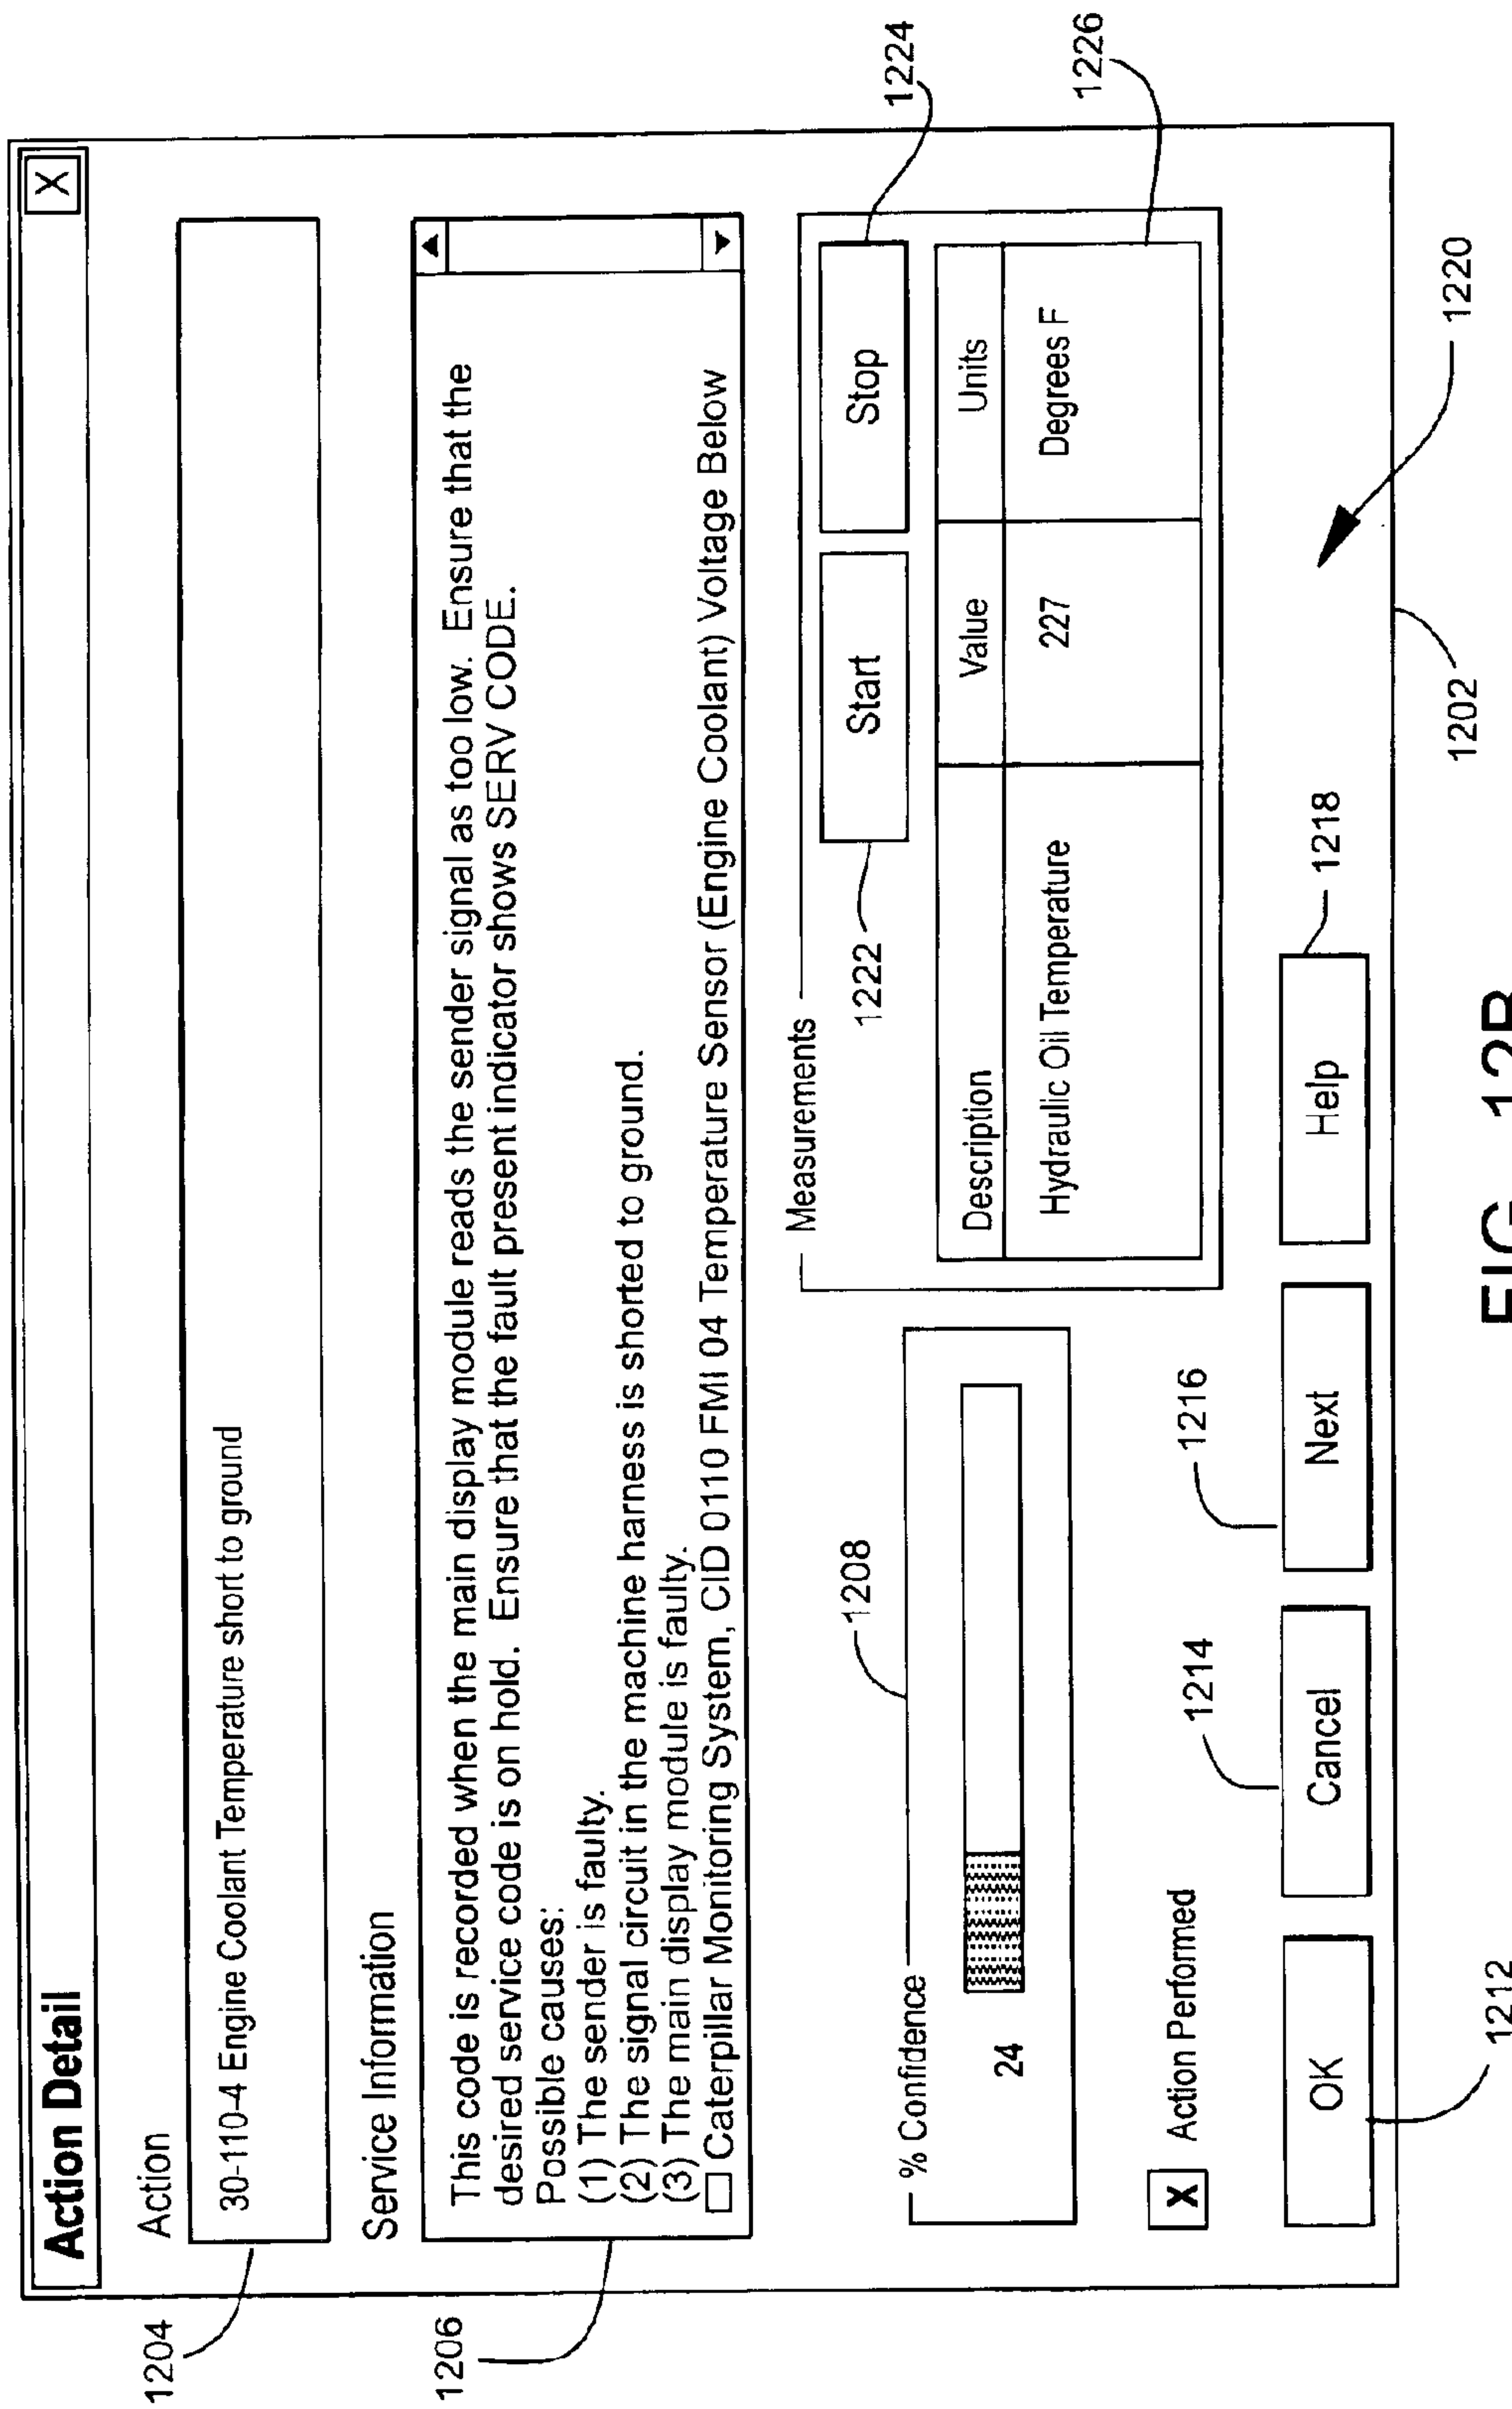 Action Detail
X
Action
1204
30-110-4 Engine Coolant Temperature short to ground
Service Information
1206
This code is recorded when the main display module reads the sender signal as too low. Ensure that the
desired service code is on hold. Ensure that the fault present indicator shows SERV CODE.
Possible causes:
(1) The sender is faulty.
(2) The signal circuit in the machine harness is shorted to ground.
(3) The main display module is faulty.
Caterpillar Monitoring System, CID 0110 FMI 04 Temperature Sensor (Engine Coolant) Voltage Below
% Confidence
1208
24
Measurements
1222
Start
Stop
1224
Description
Value
Units
Hydraulic Oil Temperature
227
Degrees F
1226
X
Action Performed
1214
1216
1218
OK
Cancel
Next
Help
1212
1202
1220